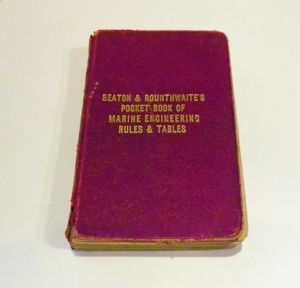 SEATON & ROUNTHWAITE'S
POCKET-BOOK OF
MARINE ENGINEERING
RULES & TABLES